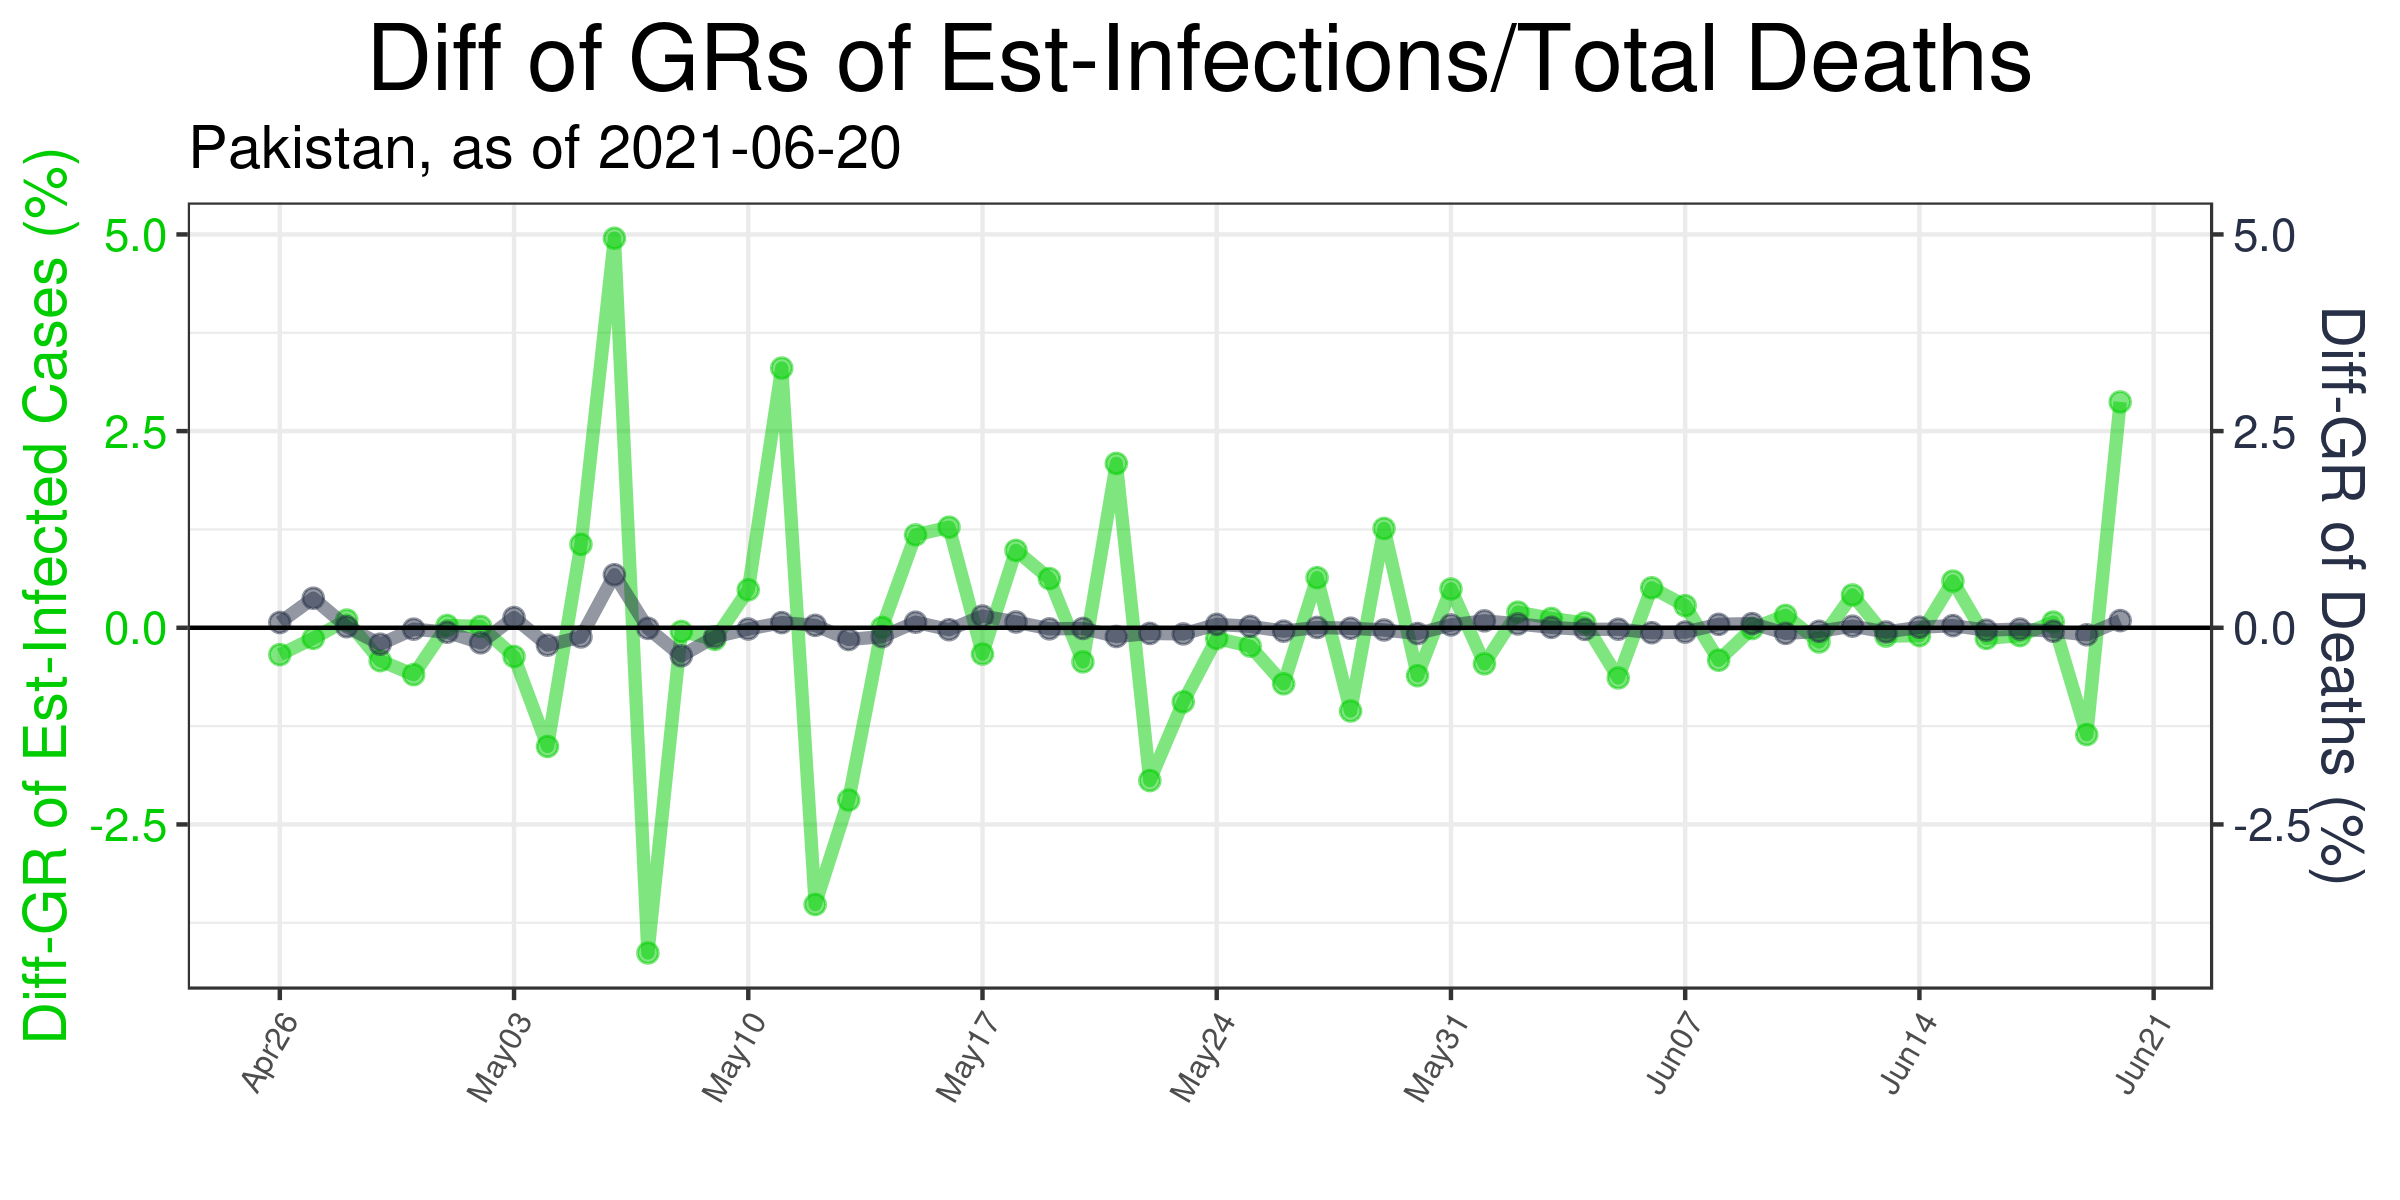 Diff of GRs of Est-Infections/Total Deaths
Pakistan, as of 2021-06-20
Diff-GR of Est-Infected Cases (%)
5.0
2.5
0.0
-2.5
5.0
2.5
0.0
-2.5
Diff-GR of Deaths (%)
Apr26
May03
May10
May17
May24
May31
Jun07
Jun14
Jun21